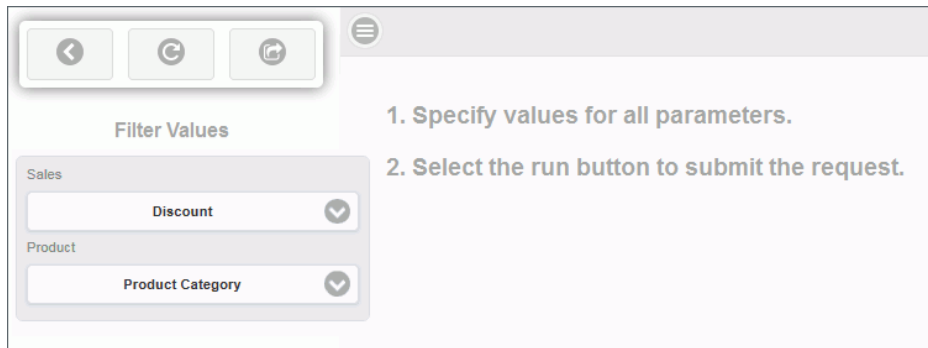 Filter Values
Sales
Discount
Product
Product Category
1. Specify values for all parameters.
2. Select the run button to submit the request.